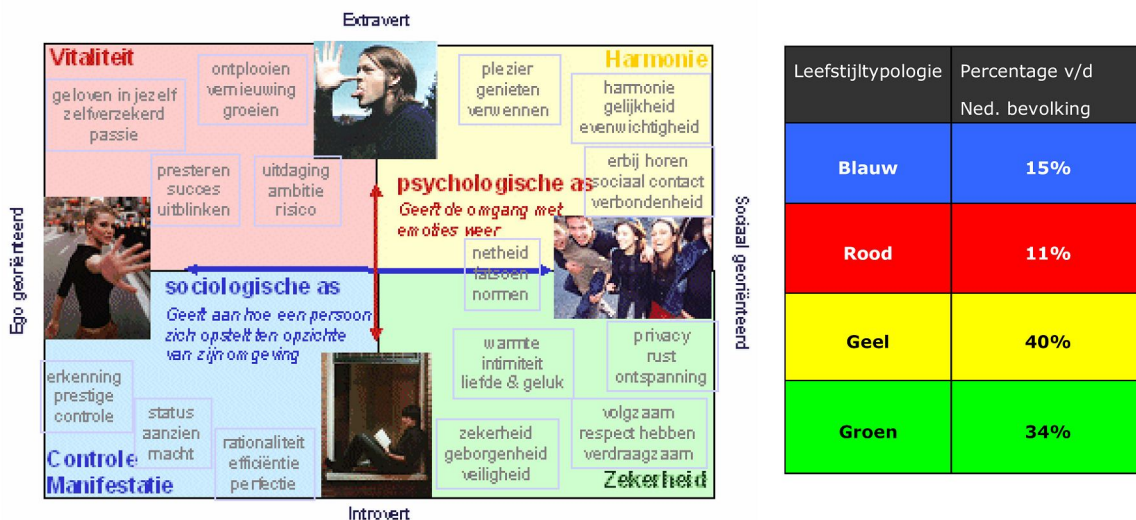 Extravert
Vitaliteit
ontplooien
vernieuwing
groeien
geloven in jezelf
zelfverzekerd
passie
presteren
succes
uitblinken
uitdaging
ambitie
risico
Harmonie
plezier
genieten
verwennen
harmonie
gelijkheid
evenwichtigheid
erbij horen
sociaal contact
verbondenheid
psychologische as
Geeft de omgang met
emoties weer
netheid
fatsoen
normen
Ego georiënteerd
Sociaal georiënteerd
sociologische as
Geeft aan hoe een persoon
zich opstelt ten opzichte
van zijn omgeving
erkenning
prestige
controle
status
aanzien
macht
rationaliteit
efficiëntie
perfectie
Controle
Manifestatie
warmte
intimiteit
liefde & geluk
privacy
rust
ontspanning
zekerheid
geborgenheid
veiligheid
volgzaam
respect hebben
verdraagzaam
Zekerheid
Introvert
Leefstijltypologie
Percentage v/d
Ned. bevolking
Blauw 15%
Rood 11%
Geel 40%
Groen 34%